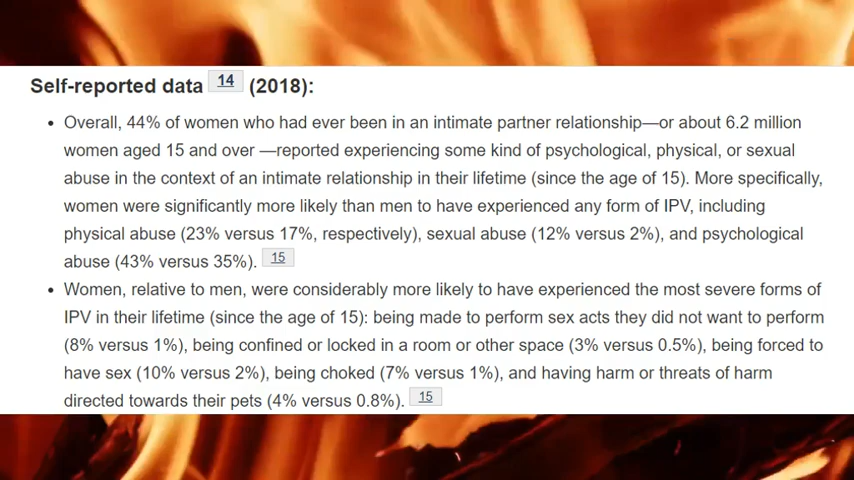 Self-reported data 14 (2018):
• Overall, 44% of women who had ever been in an intimate partner relationship—or about 6.2 million
women aged 15 and over —reported experiencing some kind of psychological, physical, or sexual
abuse in the context of an intimate relationship in their lifetime (since the age of 15). More specifically,
women were significantly more likely than men to have experienced any form of IPV, including
physical abuse (23% versus 17%, respectively), sexual abuse (12% versus 2%), and psychological
abuse (43% versus 35%). 15
• Women, relative to men, were considerably more likely to have experienced the most severe forms of
IPV in their lifetime (since the age of 15): being made to perform sex acts they did not want to perform
(8% versus 1%), being confined or locked in a room or other space (3% versus 0.5%), being forced to
have sex (10% versus 2%), being choked (7% versus 1%), and having harm or threats of harm
directed towards their pets (4% versus 0.8%). 15